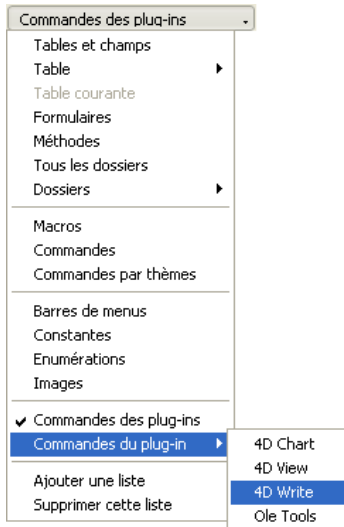 Commandes des plug-ins
Tables et champs
Table
Table courante
Formulaires
Méthodes
Tous les dossiers
Dossiers
Macros
Commandes
Commandes par thèmes
Barres de menus
Constantes
Enumérations
Images
Commandes des plug-ins
Commandes du plug-in
4D Chart
4D View
4D Write
Ole Tools
Ajouter une liste
Supprimer cette liste